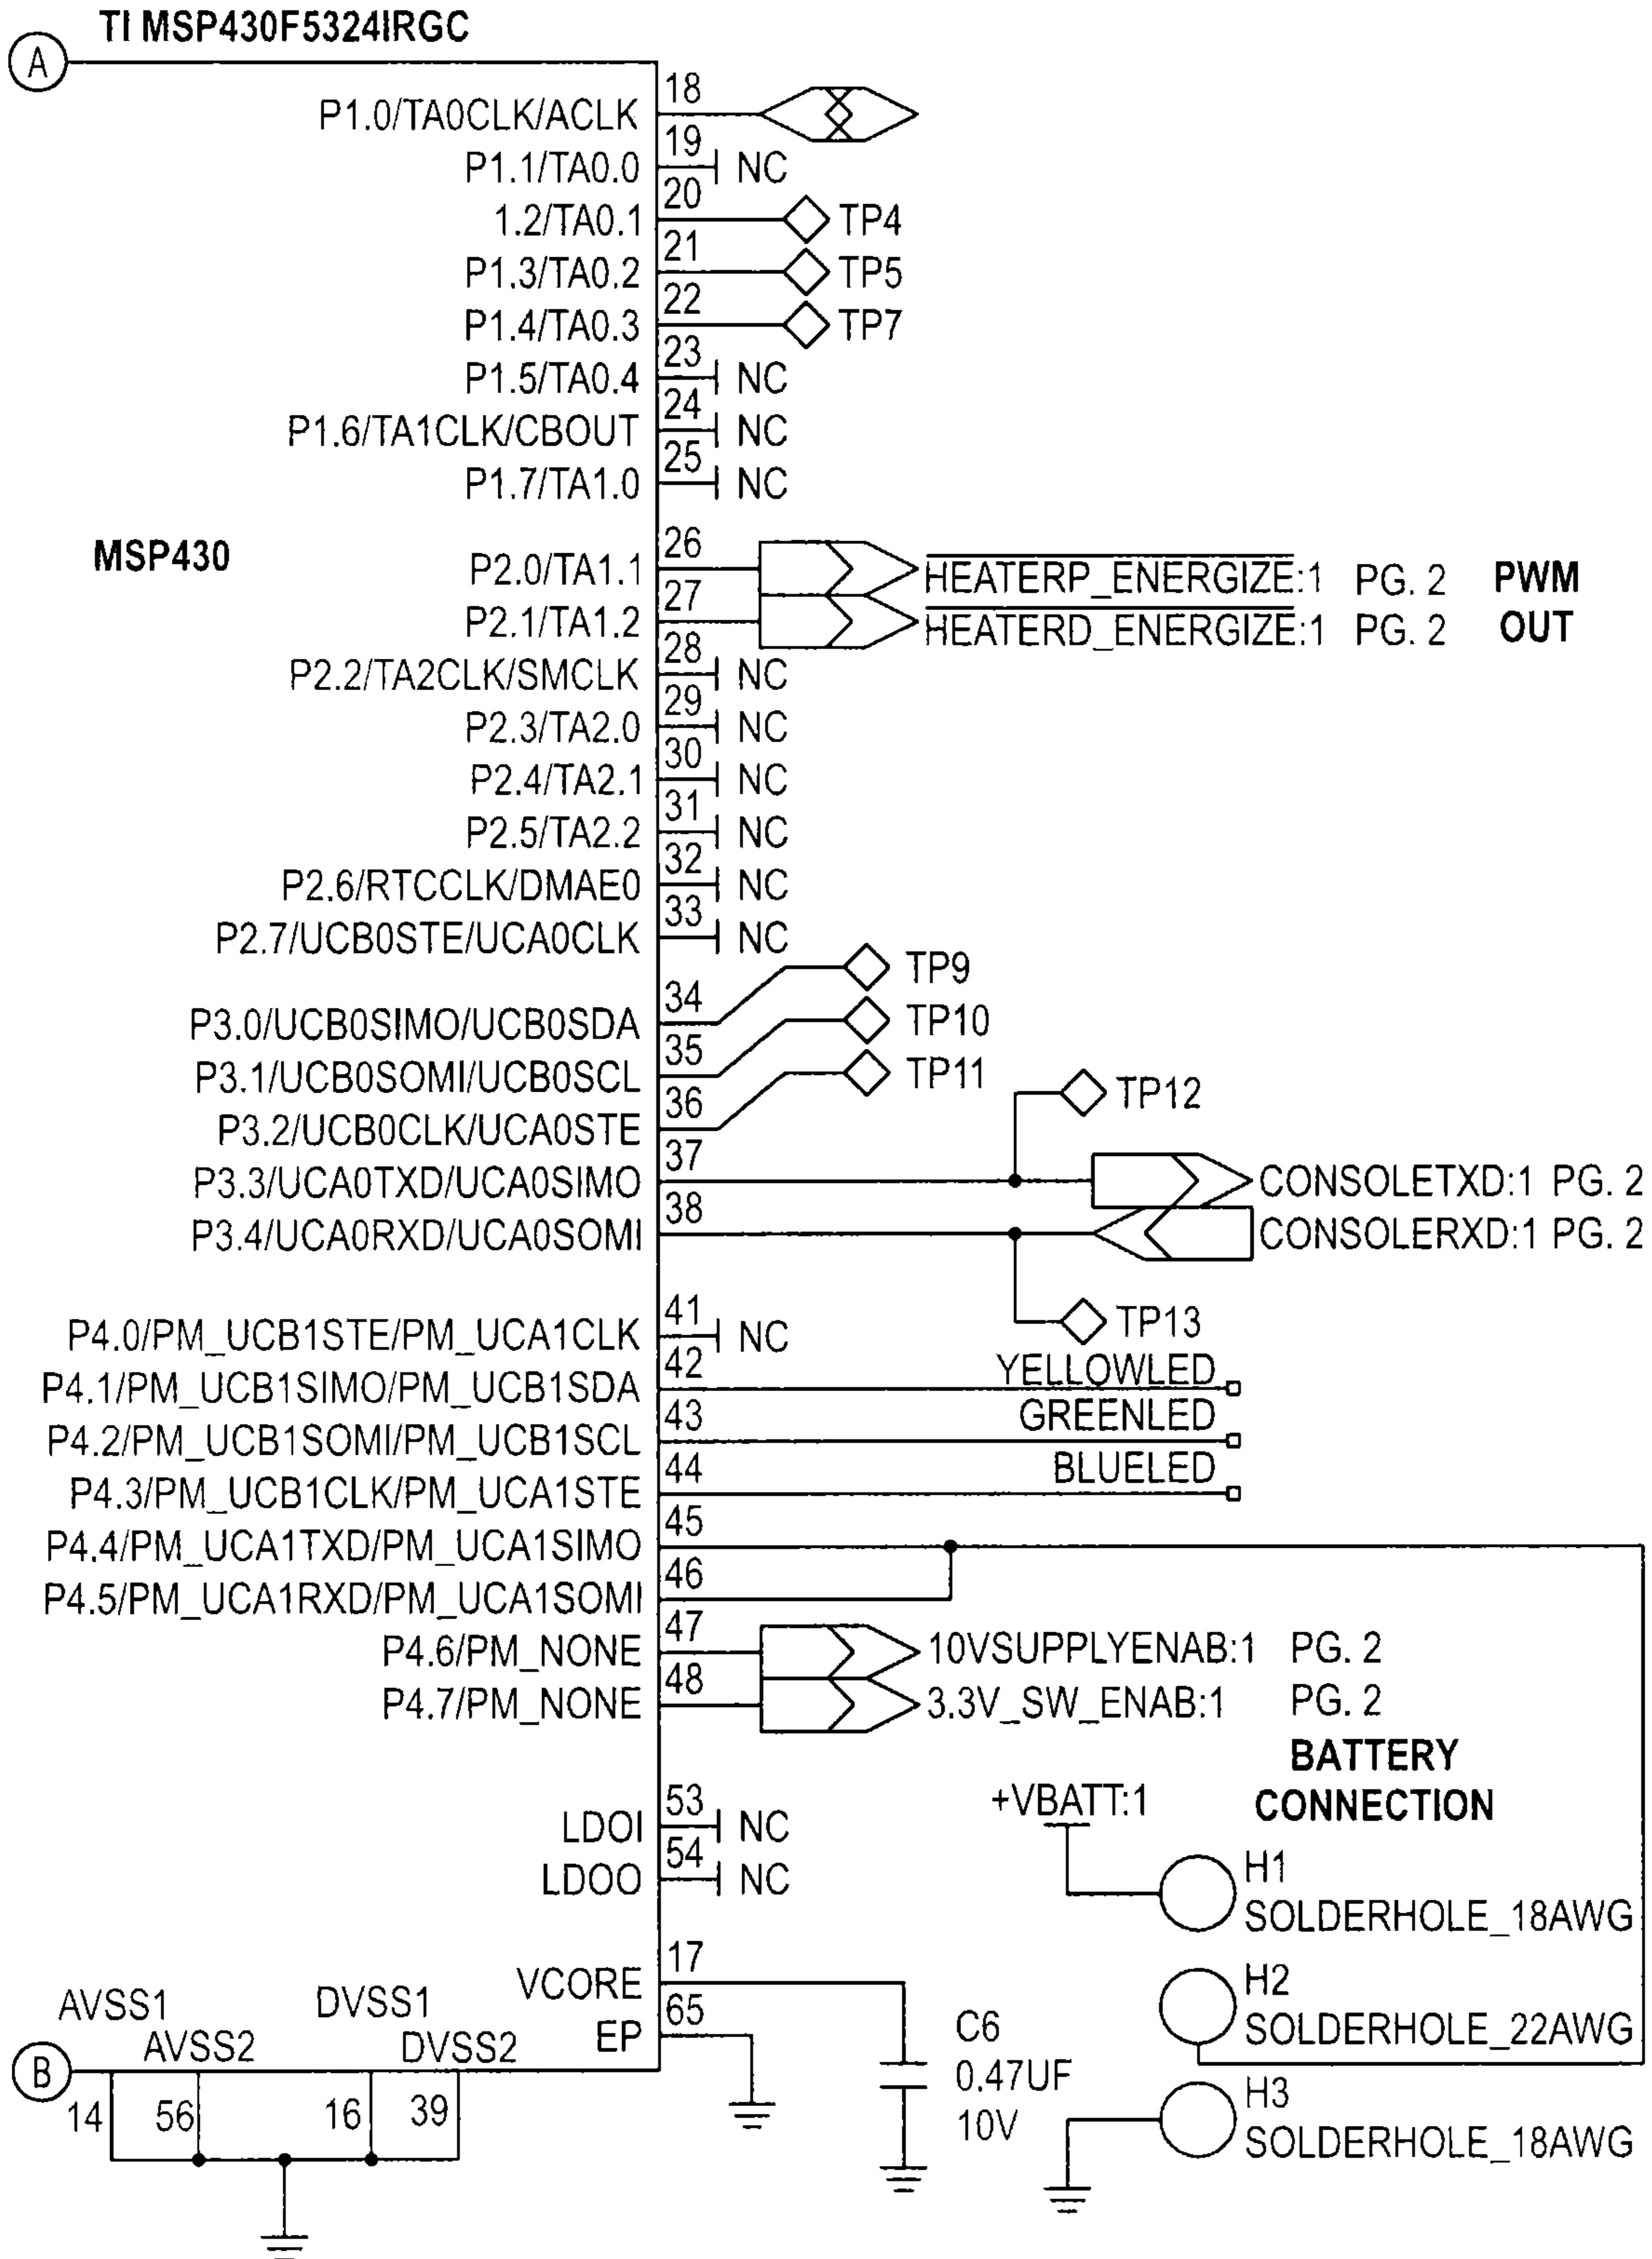 TI MSP430F5324IRGC
A
P1.0/TA0CLK/ACLK 18
P1.1/TA0.0 19 NC
1.2/TA0.1 20 TP4
P1.3/TA0.2 21 TP5
P1.4/TA0.3 22 TP7
P1.5/TA0.4 23 NC
P1.6/TA1CLK/CBOUT 24 NC
P1.7/TA1.0 25 NC
MSP430
P2.0/TA1.1 26 HEATERP_ENERGIZE:1 PG. 2 PWM
P2.1/TA1.2 27 HEATERD_ENERGIZE:1 PG. 2 OUT
P2.2/TA2CLK/SMCLK 28 NC
P2.3/TA2.0 29 NC
P2.4/TA2.1 30 NC
P2.5/TA2.2 31 NC
P2.6/RTCCLK/DMAE0 32 NC
P2.7/UCB0STE/UCA0CLK 33 NC
P3.0/UCB0SIMO/UCB0SDA 34 TP9
P3.1/UCB0SOMI/UCB0SCL 35 TP10
P3.2/UCB0CLK/UCA0STE 36 TP11
TP12
P3.3/UCA0TXD/UCA0SIMO 37 CONSOLETXD:1 PG. 2
P3.4/UCA0RXD/UCA0SOMI 38 CONSOLERXD:1 PG. 2
TP13
P4.0/PM_UCB1STE/PM_UCA1CLK 41 NC
P4.1/PM_UCB1SIMO/PM_UCB1SDA 42 YELLOWLED
P4.2/PM_UCB1SOMI/PM_UCB1SCL 43 GREENLED
P4.3/PM_UCB1CLK/PM_UCA1STE 44 BLUELED
P4.4/PM_UCA1TXD/PM_UCA1SIMO 45
P4.5/PM_UCA1RXD/PM_UCA1SOMI 46
P4.6/PM_NONE 47 10VSUPPLYENAB:1 PG. 2
P4.7/PM_NONE 48 3.3V_SW_ENAB:1 PG. 2
BATTERY
CONNECTION
+VBATT:1
LDOI 53 NC
LDOO 54 NC
H1
SOLDERHOLE_18AWG
VCORE 17
EP 65
H2
SOLDERHOLE_22AWG
C6
0.47UF
10V
H3
SOLDERHOLE_18AWG
AVSS1 DVSS1
AVSS2 DVSS2
B
14 56 16 39